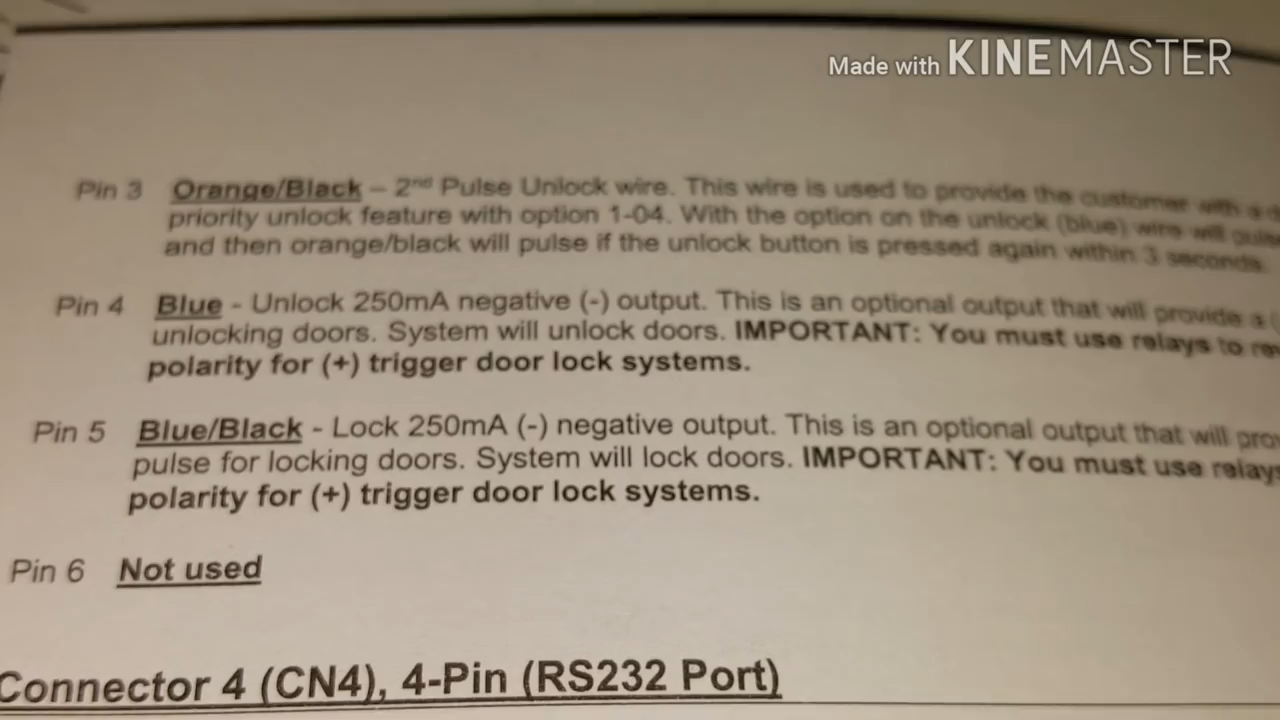 Made with KINEMASTER
Pin 3 Orange/Black – 2nd Pulse Unlock wire. This wire is used to provide the customer with a
priority unlock feature with option 1-04. With the option on the unlock (blue) wire will
and then orange/black will pulse if the unlock button is pressed again within 3 seconds.
Pin 4 Blue - Unlock 250mA negative (-) output. This is an optional output that will provide a
unlocking doors. System will unlock doors. IMPORTANT: You must use relays to
polarity for (+) trigger door lock systems.
Pin 5 Blue/Black - Lock 250mA (-) negative output. This is an optional output that will
pulse for locking doors. System will lock doors. IMPORTANT: You must use relays
polarity for (+) trigger door lock systems.
Pin 6 Not used
Connector 4 (CN4), 4-Pin (RS232 Port)